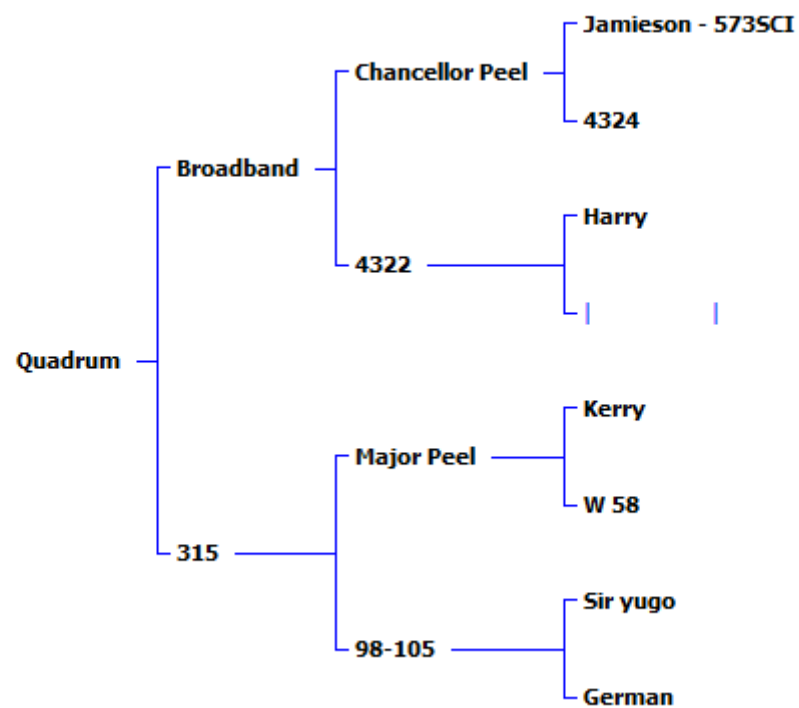 Jamieson - 573SCI
Chancellor Peel
4324
Broadband
Harry
4322
Quadrum
Kerry
Major Peel
W 58
315
Sir yugo
98-105
German